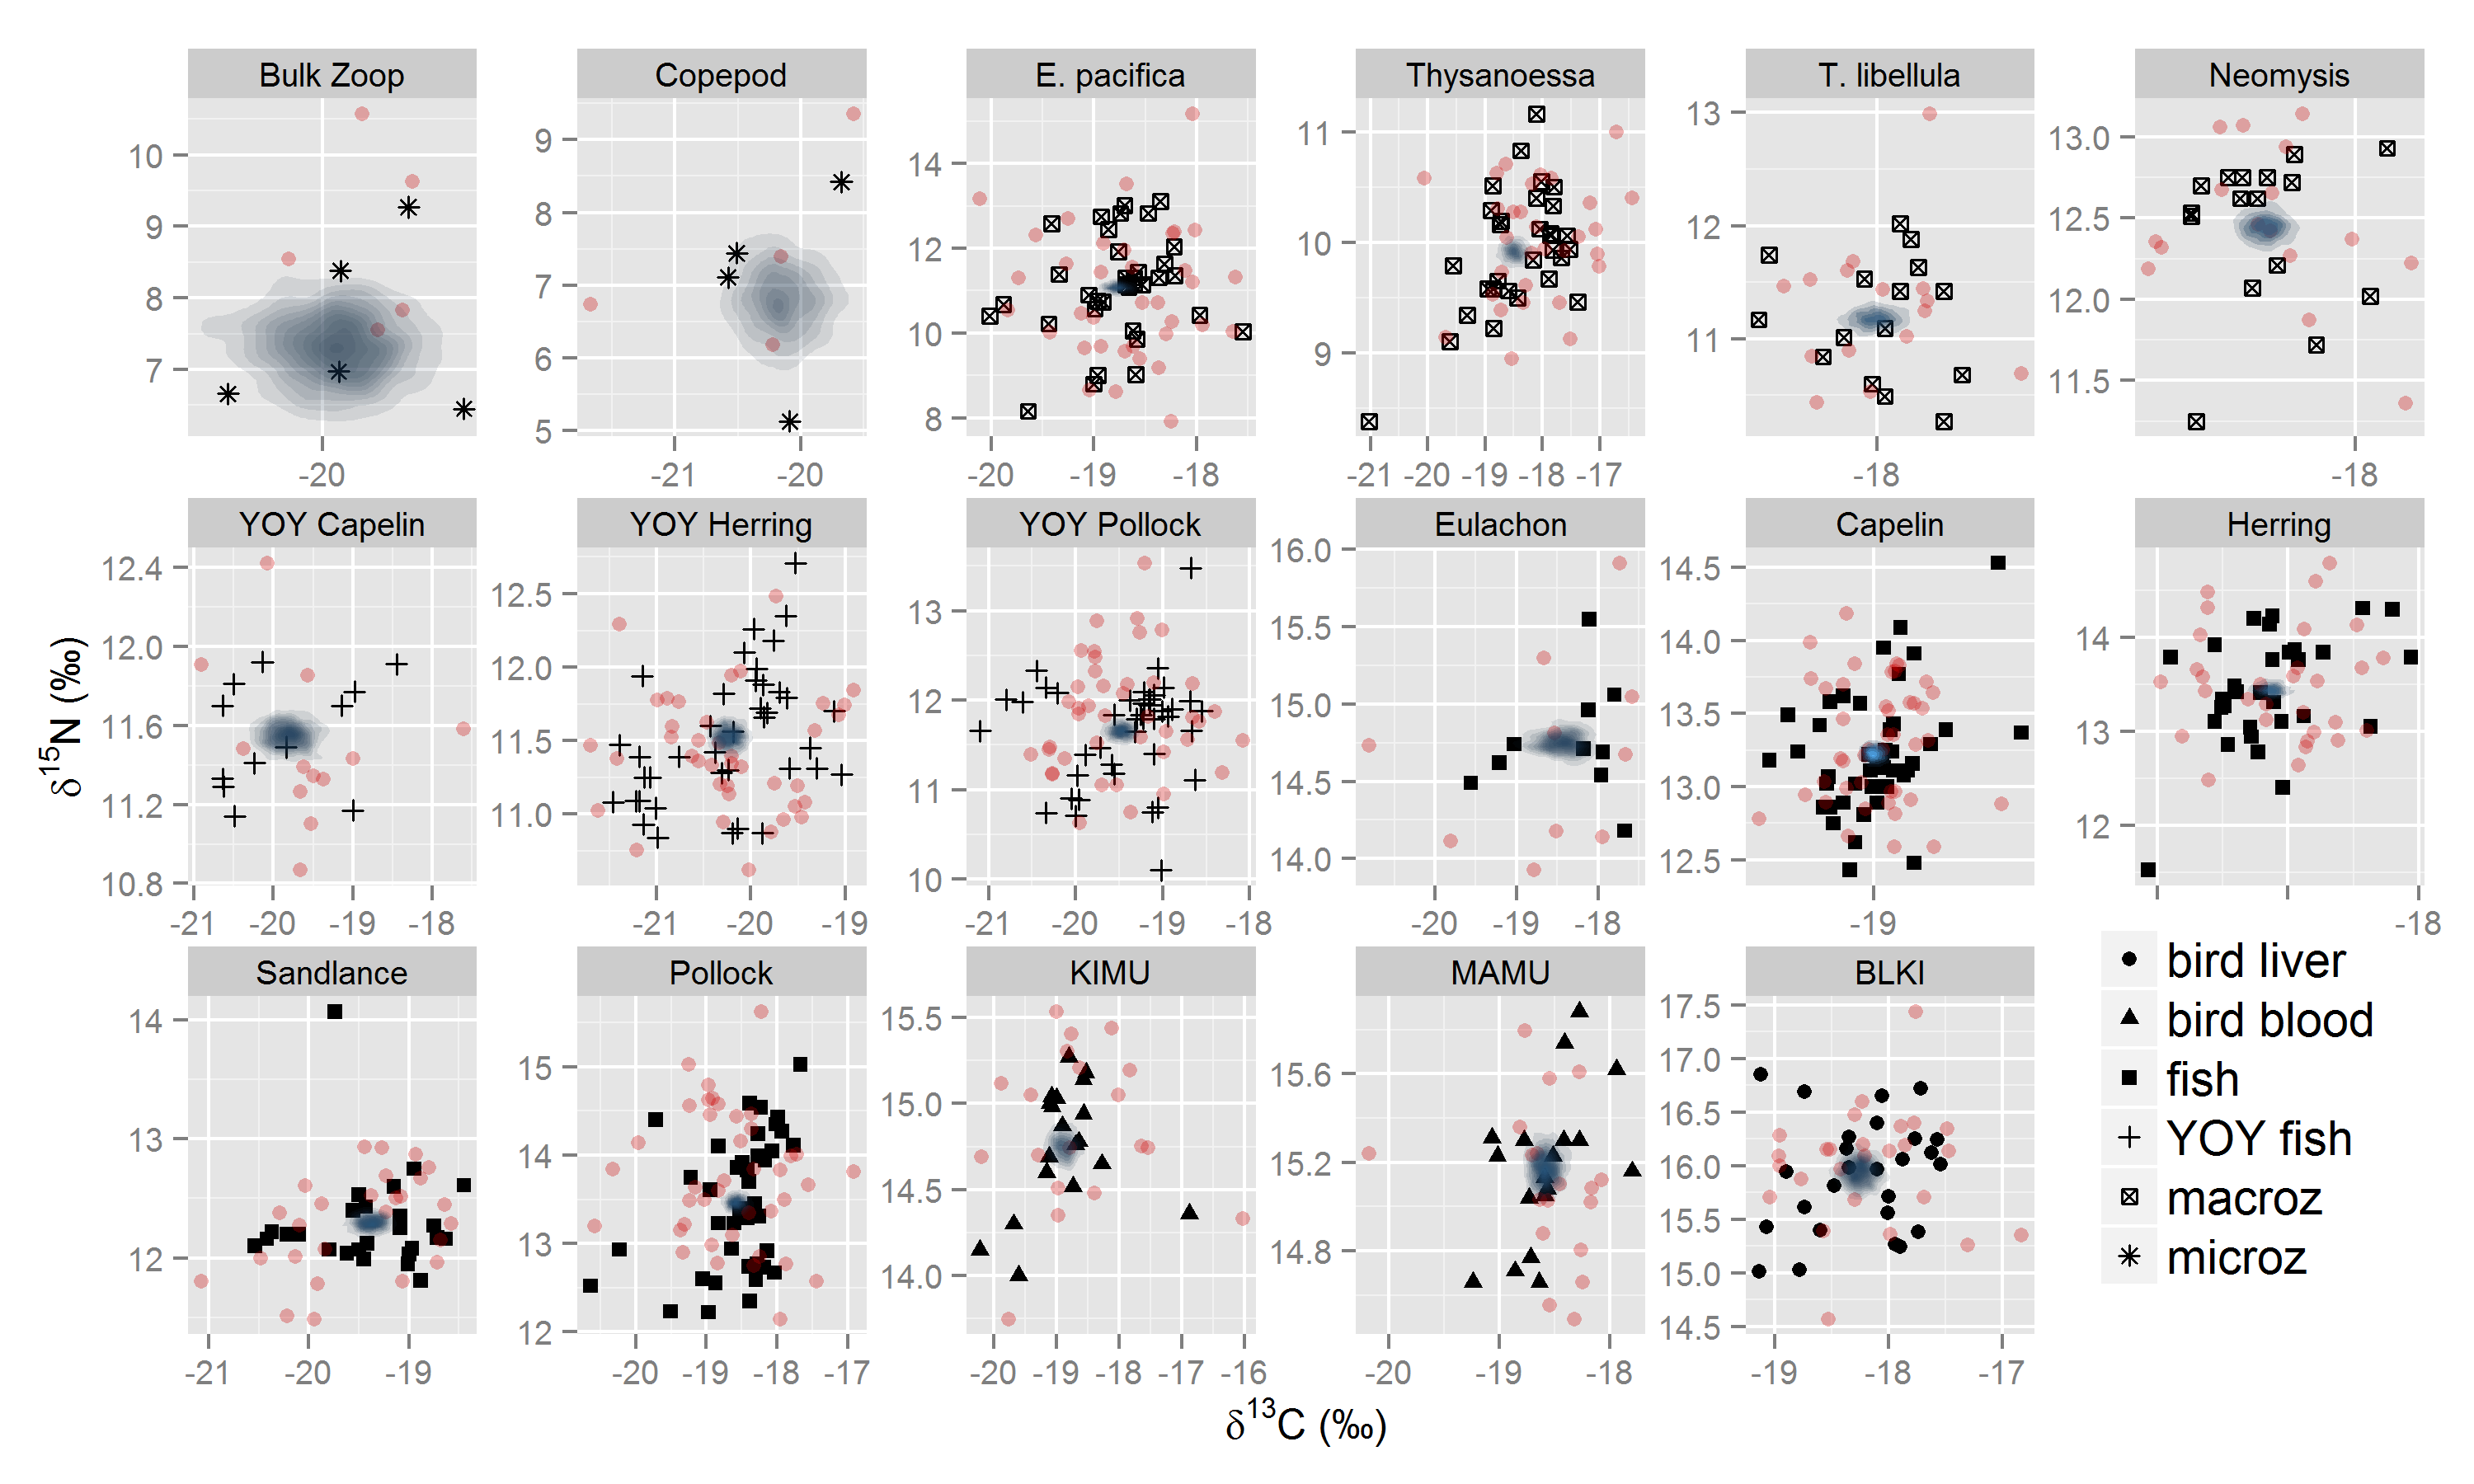 Bulk Zoop Copepod E. pacifica Thysanoessa T. libellula Neomysis
10 9 8 7
9 8 7 6 5
14 12 10 8
11 10 9
13 12 11
13.0 12.5 12.0 11.5
-20
-21 -20
-20 -19 -18
-21 -20 -19 -18 -17
-18
-18
YOY Capelin YOY Herring YOY Pollock Eulachon Capelin Herring
12.4 12.0 11.6 11.2 10.8
12.5 12.0 11.5 11.0
13 12 11 10
16.0 15.5 15.0 14.5 14.0
14.5 14.0 13.5 13.0 12.5
14 13 12
-21 -20 -19 -18
-21 -20 -19
-21 -20 -19 -18
-20 -19 -18
-19
-18
Sandlance Pollock KIMU MAMU BLKI
14 13 12
15 14 13 12
15.5 15.0 14.5 14.0
15.6 15.2 14.8
17.5 17.0 16.5 16.0 15.5 15.0 14.5
-21 -20 -19
-20 -19 -18 -17
-20 -19 -18 -17 -16
-20 -19 -18
-19 -18 -17
δ15N (‰)
δ13C (‰)
bird liver
bird blood
fish
YOY fish
macroz
microz